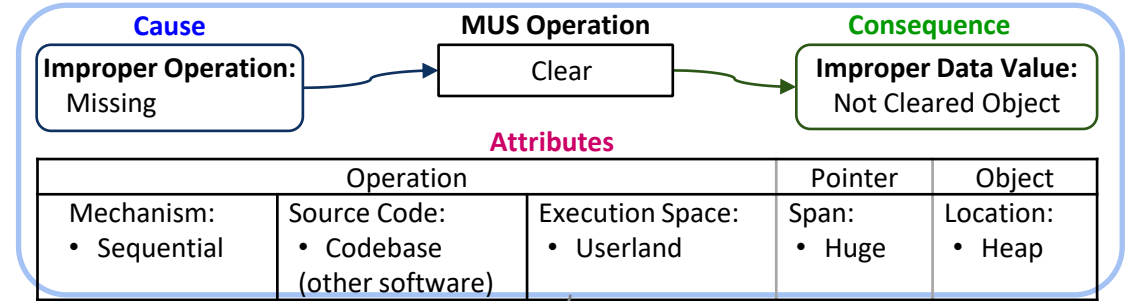 Cause
MUS Operation
Consequence
Improper Operation:
Missing
Clear
Improper Data Value:
Not Cleared Object
Attributes
Operation
Pointer
Object
Mechanism:
• Sequential
Source Code:
• Codebase
(other software)
Execution Space:
• Userland
Span:
• Huge
Location:
• Heap